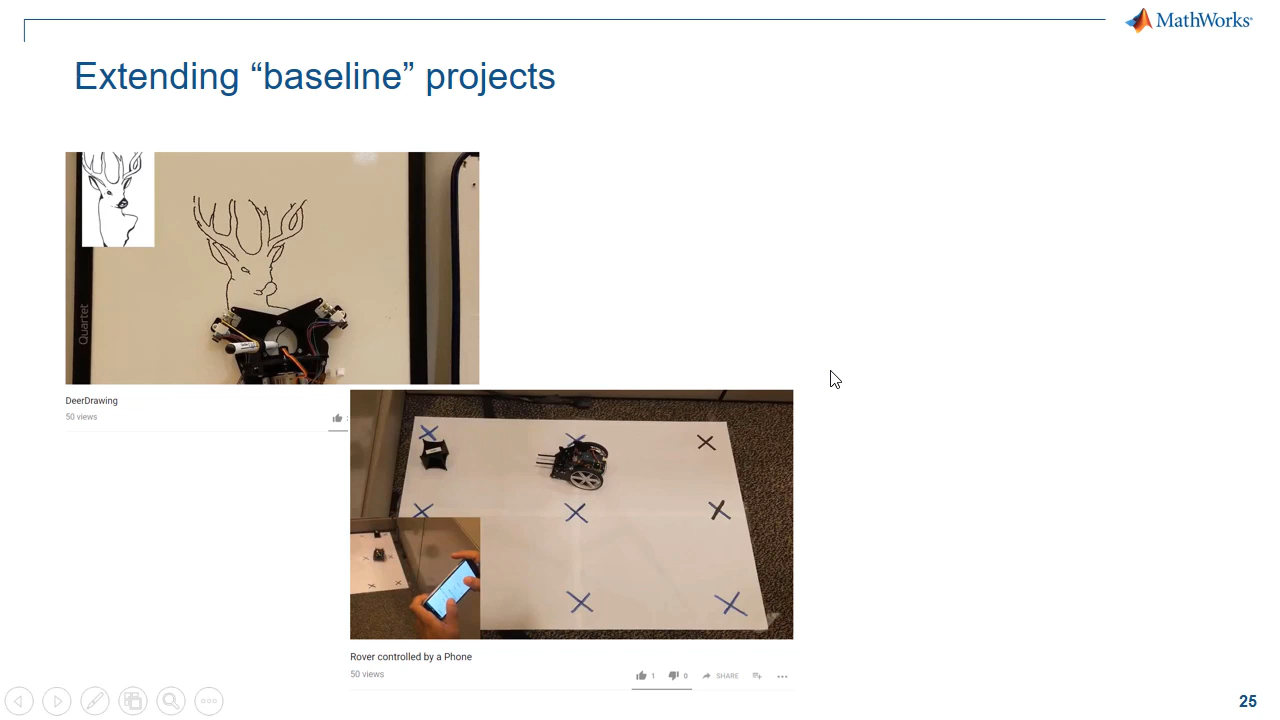 MathWorks®
Extending “baseline” projects
Quartet
DeerDrawing
50 views
Rover controlled by a Phone
50 views
1
0
SHARE
25